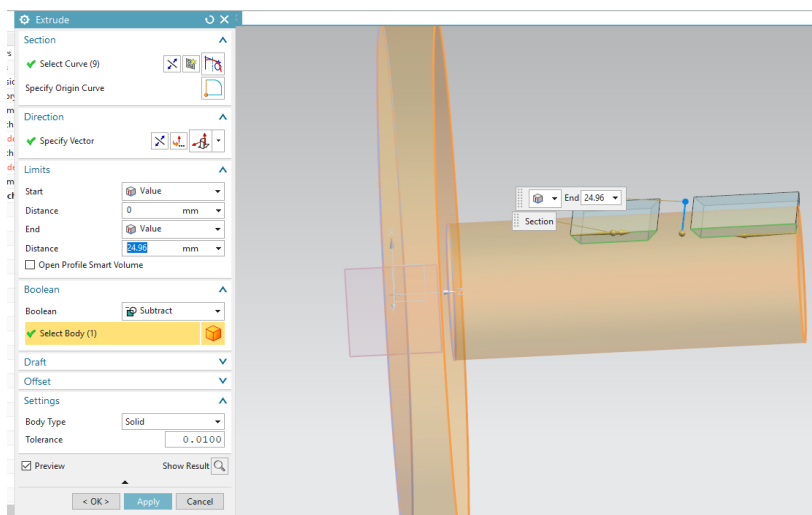 Extrude
Section
Select Curve (9)
Specify Origin Curve
Direction
Specify Vector
Limits
Start Value
Distance 0 mm
End Value
Distance 24.96 mm
Open Profile Smart Volume
Boolean
Boolean Subtract
Select Body (1)
Draft
Offset
Settings
Body Type Solid
Tolerance 0.0100
Preview Show Result
< OK > Apply Cancel
End 24.96
Section